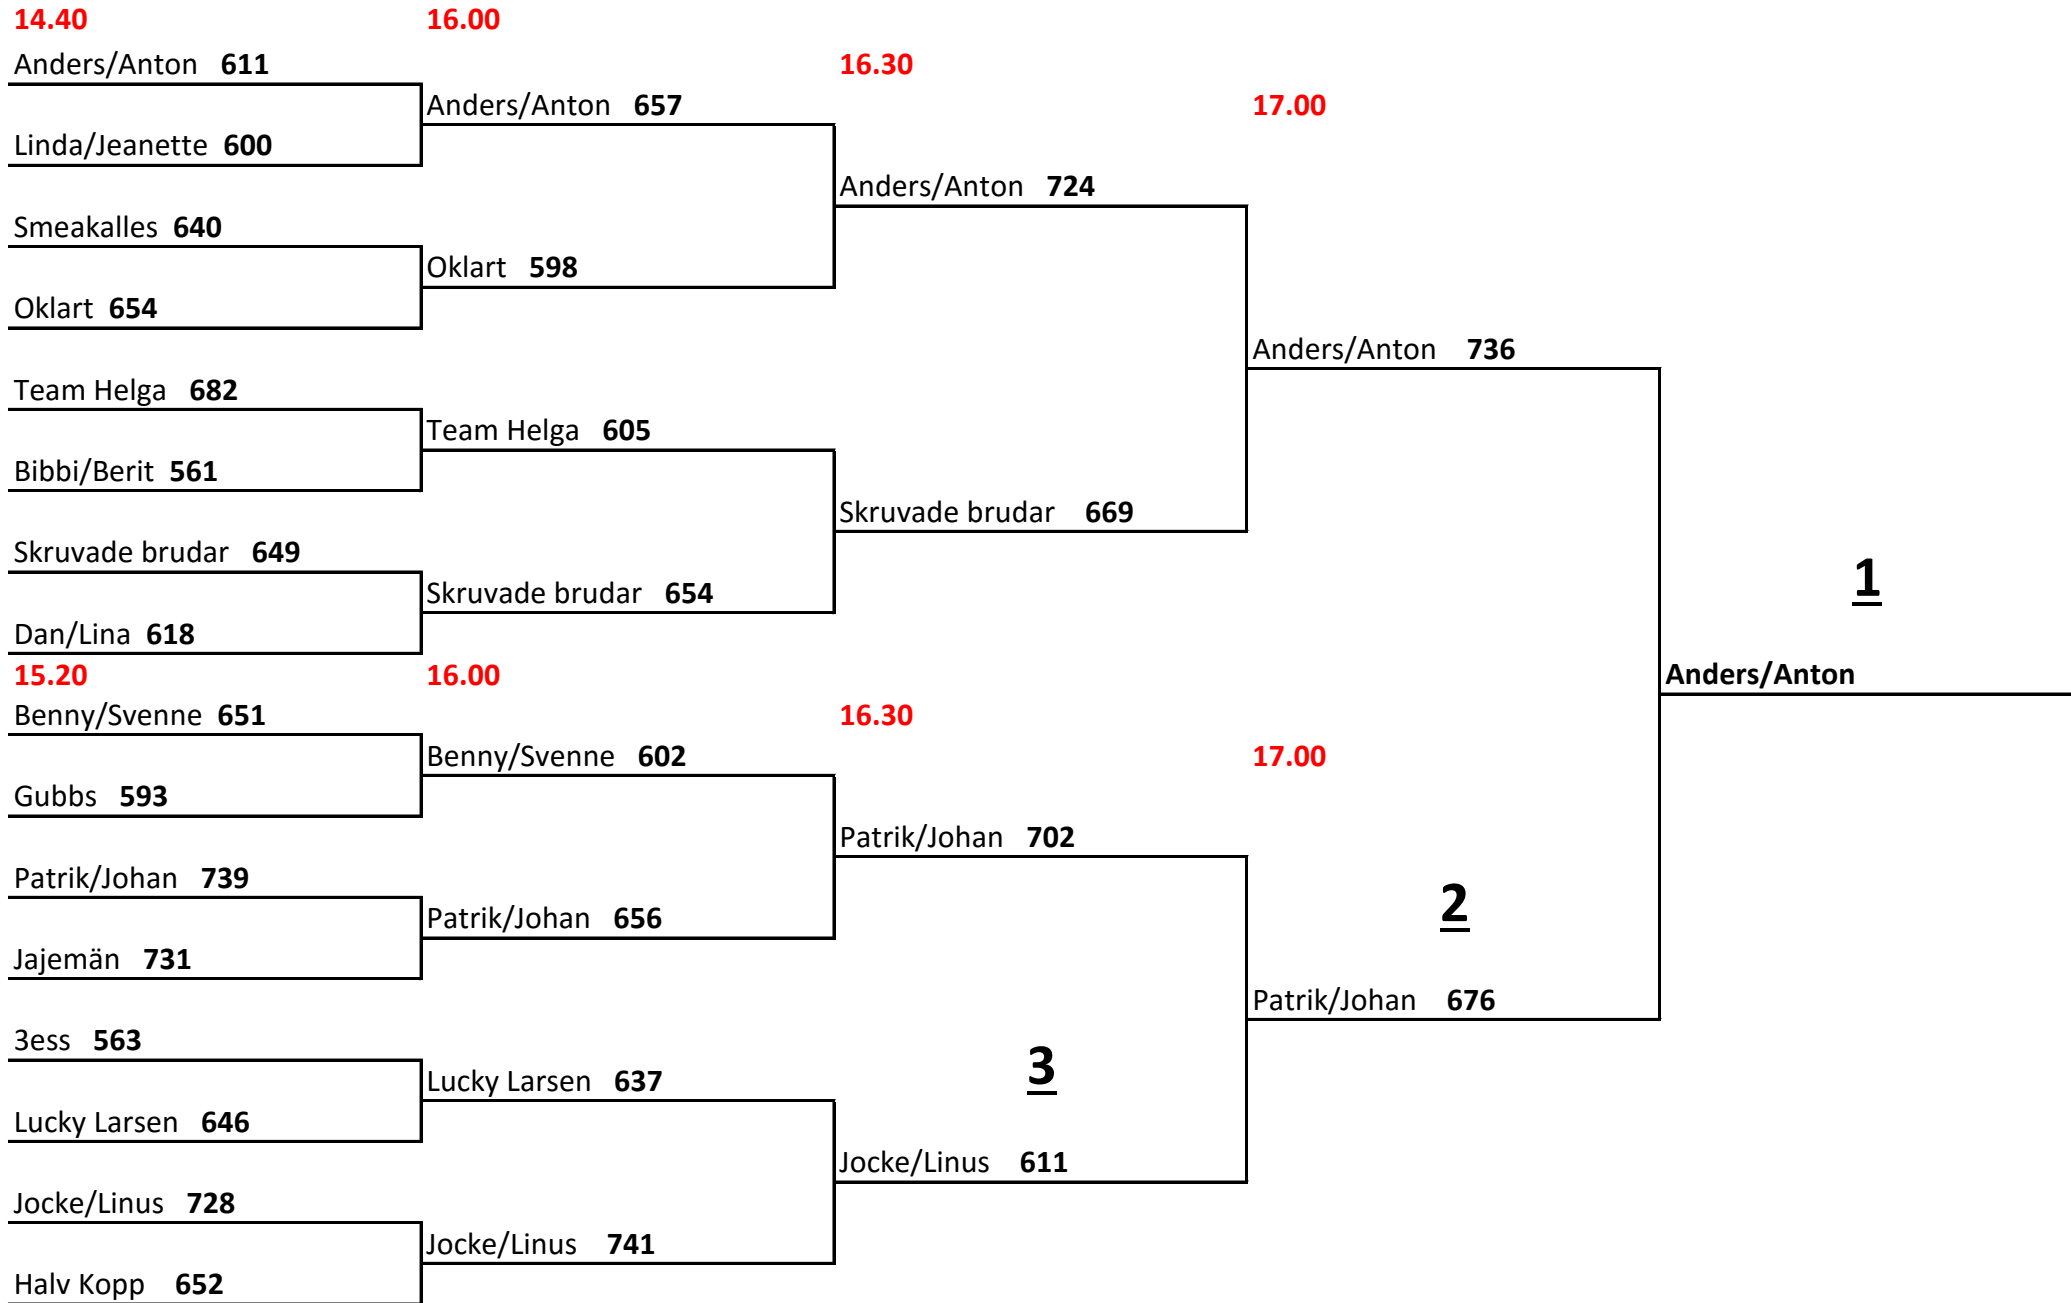 14.40 16.00
Anders/Anton 611 16.30
Anders/Anton 657 17.00
Linda/Jeanette 600
Anders/Anton 724
Smeakalles 640
Oklart 598
Oklart 654
Anders/Anton 736
Team Helga 682
Team Helga 605
Bibbi/Berit 561
Skruvade brudar 669
Skruvade brudar 649
1
Skruvade brudar 654
Dan/Lina 618
15.20 16.00 Anders/Anton
Benny/Svenne 651 16.30
Benny/Svenne 602 17.00
Gubbs 593
Patrik/Johan 702
Patrik/Johan 739
2
Patrik/Johan 656
Jajemän 731
Patrik/Johan 676
3ess 563
3
Lucky Larsen 637
Lucky Larsen 646
Jocke/Linus 611
Jocke/Linus 728
Jocke/Linus 741
Halv Kopp 652